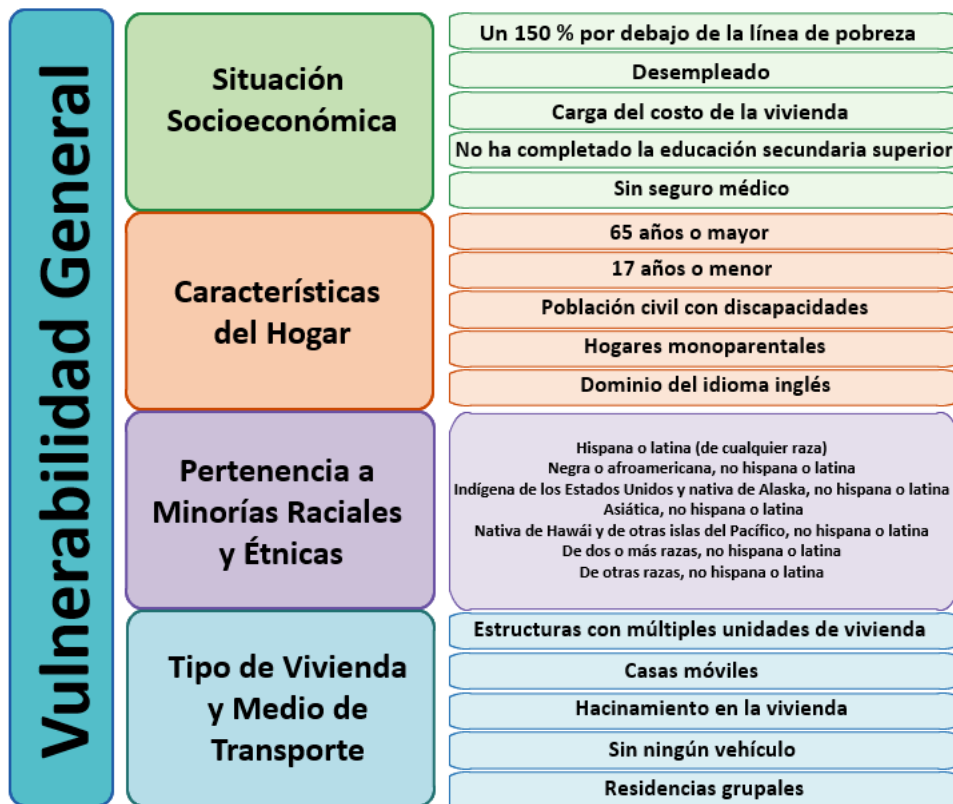 Vulnerabilidad General
Situación
Socioeconómica
Un 150 % por debajo de la línea de pobreza
Desempleado
Carga del costo de la vivienda
No ha completado la educación secundaria superior
Sin seguro médico
Características
del Hogar
65 años o mayor
17 años o menor
Población civil con discapacidades
Hogares monoparentales
Dominio del idioma inglés
Pertenencia a
Minorías Raciales
y Étnicas
Hispana o latina (de cualquier raza)
Negra o afroamericana, no hispana o latina
Indígena de los Estados Unidos y nativa de Alaska, no hispana o latina
Asiática, no hispana o latina
Nativa de Hawái y de otras islas del Pacífico, no hispana o latina
De dos o más razas, no hispana o latina
De otras razas, no hispana o latina
Tipo de Vivienda
y Medio de
Transporte
Estructuras con múltiples unidades de vivienda
Casas móviles
Hacinamiento en la vivienda
Sin ningún vehículo
Residencias grupales